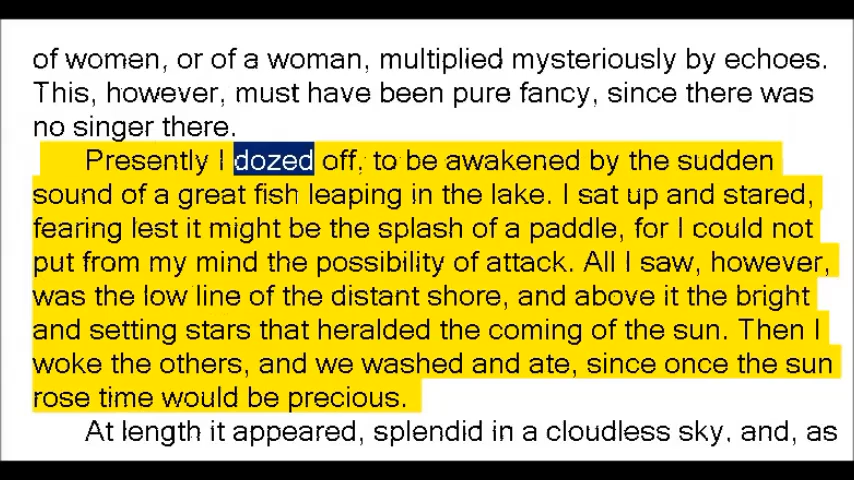 of women, or of a woman, multiplied mysteriously by echoes.
This, however, must have been pure fancy, since there was
no singer there.
Presently I dozed off, to be awakened by the sudden
sound of a great fish leaping in the lake. I sat up and stared,
fearing lest it might be the splash of a paddle, for I could not
put from my mind the possibility of attack. All I saw, however,
was the low line of the distant shore, and above it the bright
and setting stars that heralded the coming of the sun. Then I
woke the others, and we washed and ate, since once the sun
rose time would be precious.
At length it appeared, splendid in a cloudless sky, and, as